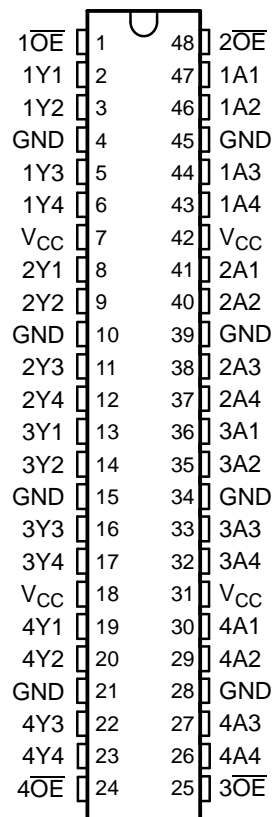 1O̅E̅ 1 48 2O̅E̅
1Y1 2 47 1A1
1Y2 3 46 1A2
GND 4 45 GND
1Y3 5 44 1A3
1Y4 6 43 1A4
VCC 7 42 VCC
2Y1 8 41 2A1
2Y2 9 40 2A2
GND 10 39 GND
2Y3 11 38 2A3
2Y4 12 37 2A4
3Y1 13 36 3A1
3Y2 14 35 3A2
GND 15 34 GND
3Y3 16 33 3A3
3Y4 17 32 3A4
VCC 18 31 VCC
4Y1 19 30 4A1
4Y2 20 29 4A2
GND 21 28 GND
4Y3 22 27 4A3
4Y4 23 26 4A4
4O̅E̅ 24 25 3O̅E̅